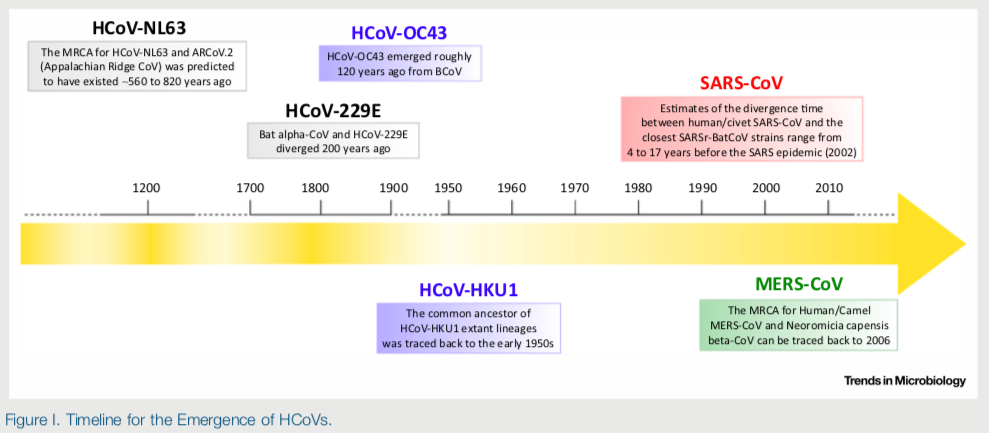 HCoV-NL63
The MRCA for HCoV-NL63 and ARCoV.2
(Appalachian Ridge CoV) was predicted
to have existed ~560 to 820 years ago
HCoV-OC43
HCoV-OC43 emerged roughly
120 years ago from BCoV
HCoV-229E
Bat alpha-CoV and HCoV-229E
diverged 200 years ago
SARS-CoV
Estimates of the divergence time
between human/civet SARS-CoV and the
closest SARSr-BatCoV strains range from
4 to 17 years before the SARS epidemic (2002)
1200 1700 1800 1900 1950 1960 1970 1980 1990 2000 2010
HCoV-HKU1
The common ancestor of
HCoV-HKU1 extant lineages
was traced back to the early 1950s
MERS-CoV
The MRCA for Human/Camel
MERS-CoV and Neoromicia capensis
beta-CoV can be traced back to 2006
Trends in Microbiology
Figure I. Timeline for the Emergence of HCoVs.